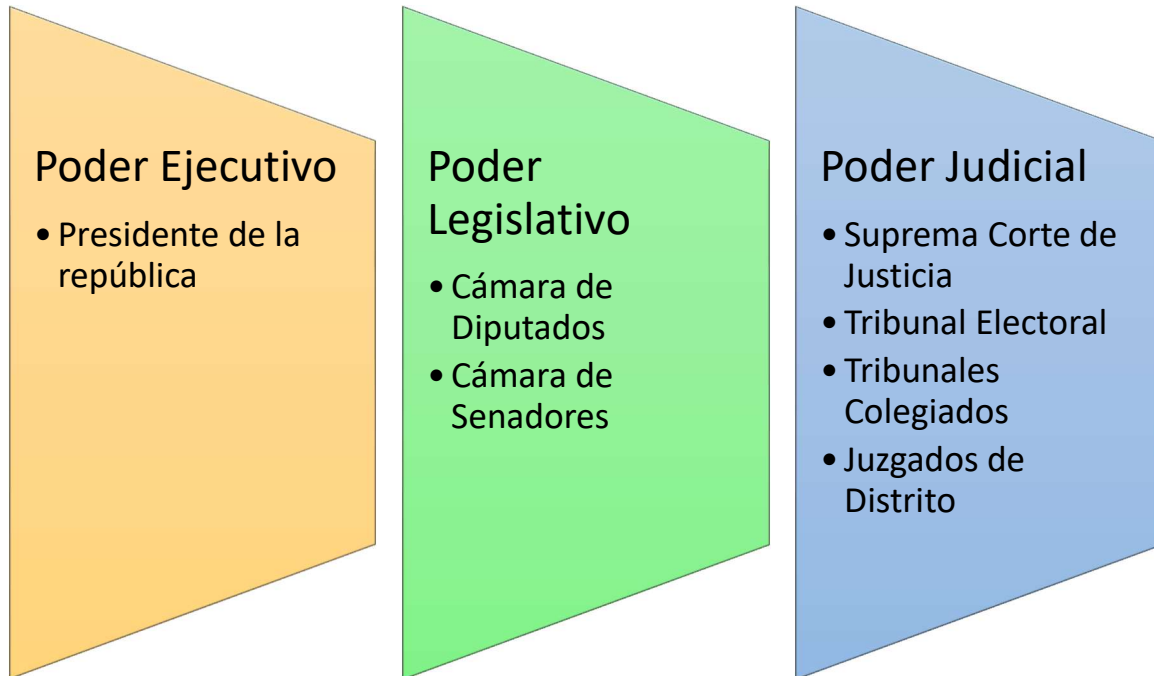 Poder Ejecutivo
• Presidente de la
república
Poder
Legislativo
• Cámara de
Diputados
• Cámara de
Senadores
Poder Judicial
• Suprema Corte de
Justicia
• Tribunal Electoral
• Tribunales
Colegiados
• Juzgados de
Distrito